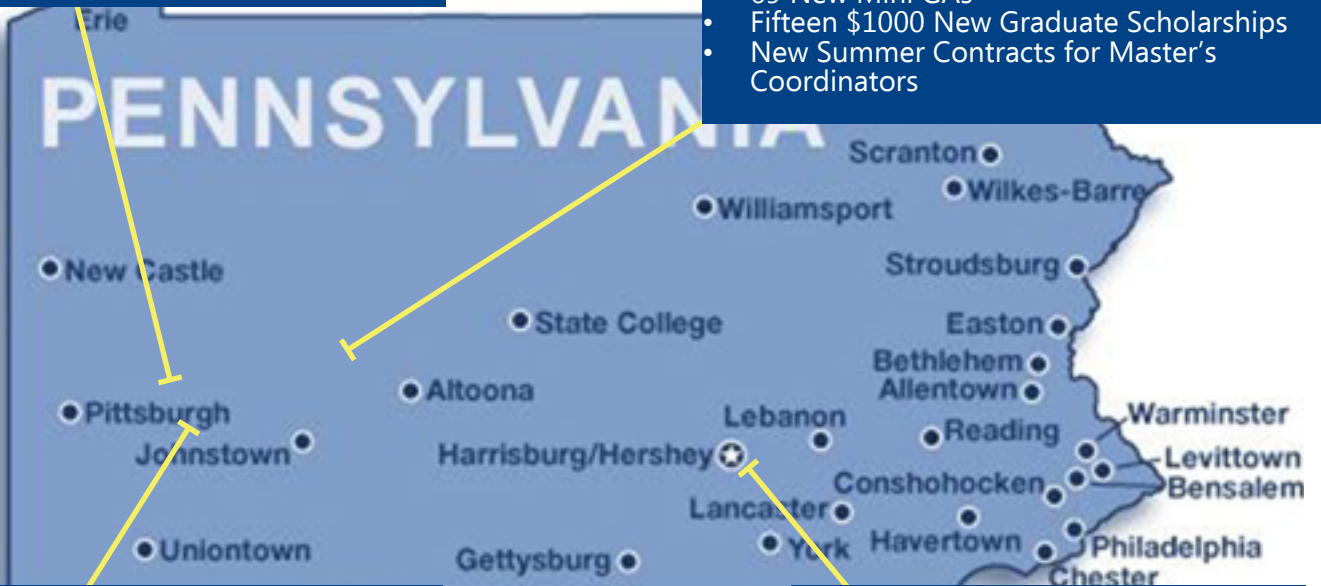 Erie
• Fifteen $1000 New Graduate Scholarships
• New Summer Contracts for Master's
Coordinators
PENNSYLVANIA
Scranton
Wilkes-Barre
Williamsport
New Castle
Stroudsburg
State College
Easton
Bethlehem
Allentown
Altoona
Pittsburgh
Lebanon
Warminster
Johnstown
Reading
Harrisburg/Hershey
Levittown
Conshohocken
Bensalem
Lancaster
York
Havertown
Uniontown
Philadelphia
Gettysburg
Chester